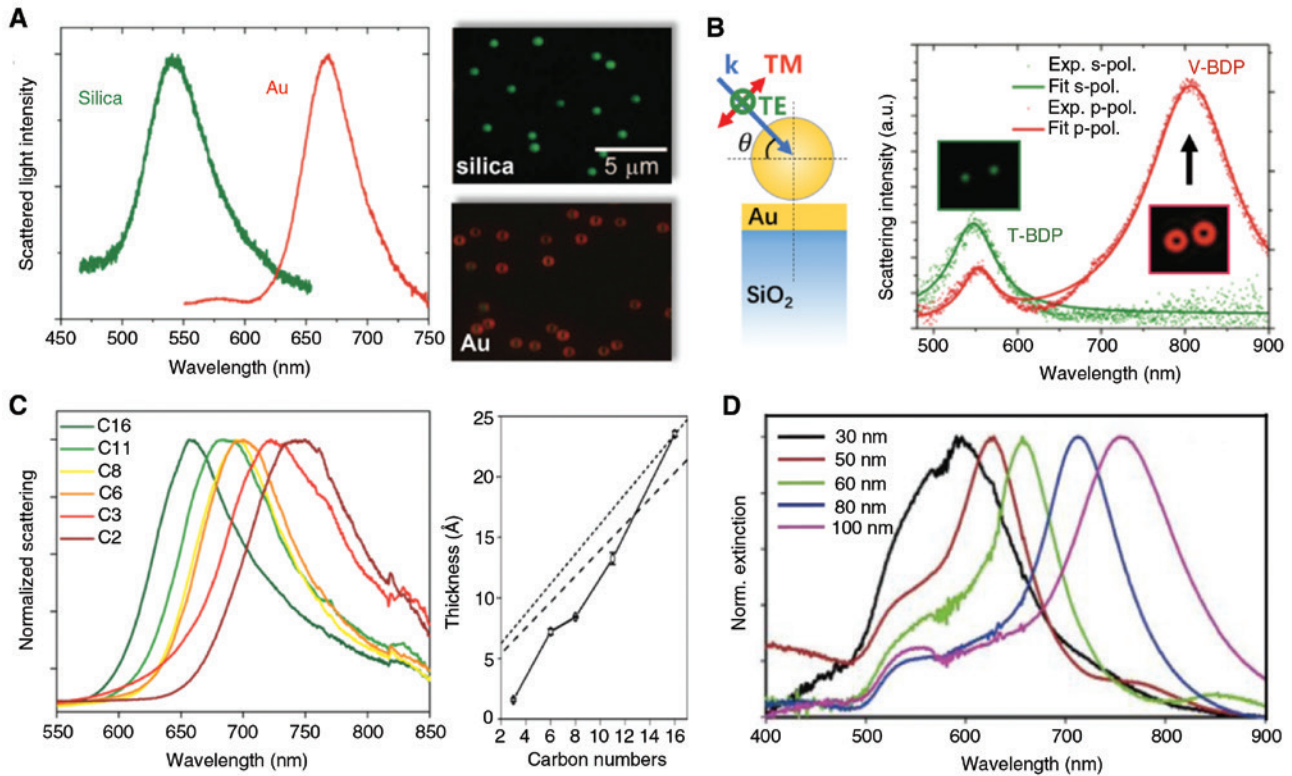 A
Scattered light intensity
Silica
Au
450 500 550 600 650 700 750
Wavelength (nm)
silica
5 μm
Au
B
k
TM
TE
θ
Au
SiO2
Scattering intensity (a.u.)
Exp. s-pol.
Fit s-pol.
Exp. p-pol.
Fit p-pol.
V-BDP
T-BDP
500 600 700 800 900
Wavelength (nm)
C
Normalized scattering
C16
C11
C8
C6
C3
C2
550 600 650 700 750 800 850
Wavelength (nm)
Thickness (Å)
25
20
15
10
5
0
2 4 6 8 10 12 14 16
Carbon numbers
D
Norm. extinction
30 nm
50 nm
60 nm
80 nm
100 nm
400 500 600 700 800 900
Wavelength (nm)